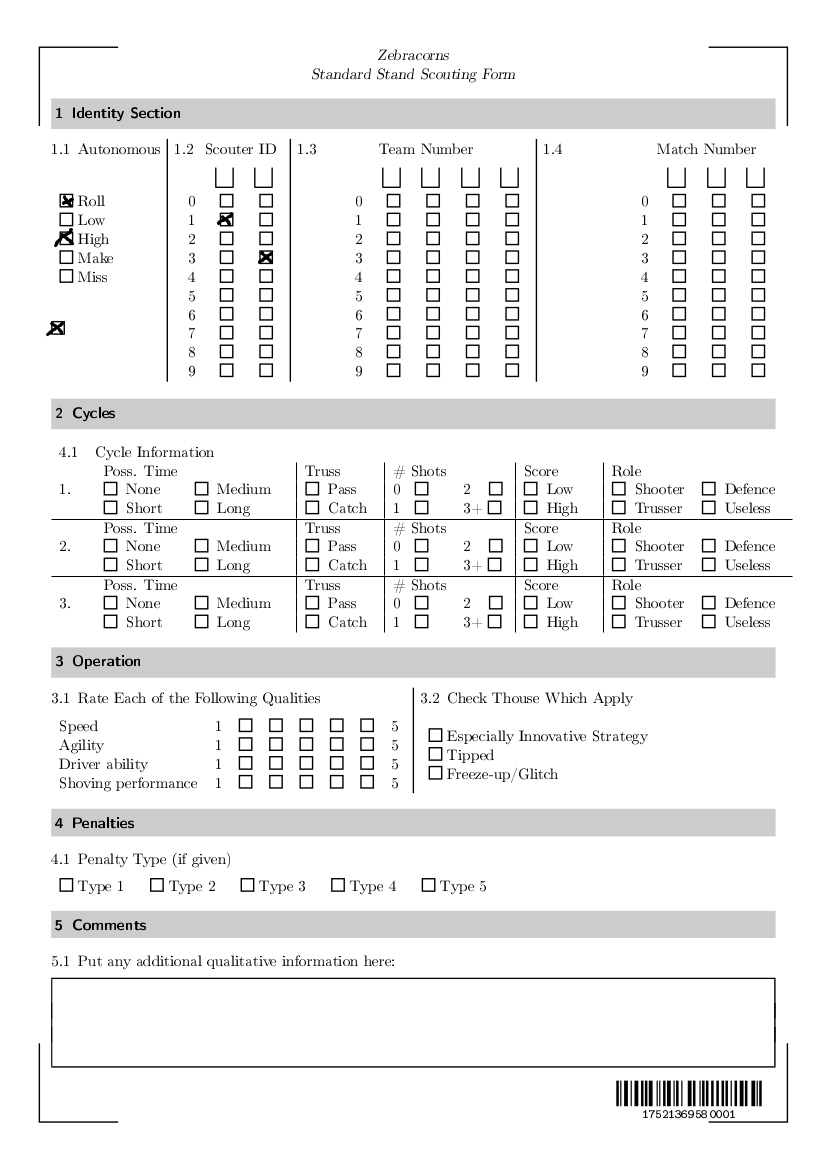 Zebracorns
Standard Stand Scouting Form
1 Identity Section
1.1 Autonomous 1.2 Scouter ID 1.3 Team Number 1.4 Match Number
Roll 0 0 0
Low 1 1 1
High 2 2 2
Make 3 3 3
Miss 4 4 4
5 5 5
6 6 6
7 7 7
8 8 8
9 9 9
2 Cycles
4.1 Cycle Information
Poss. Time Truss # Shots Score Role
1. None Medium Pass 0 2 Low Shooter Defence
Short Long Catch 1 3+ High Trusser Useless
Poss. Time Truss # Shots Score Role
2. None Medium Pass 0 2 Low Shooter Defence
Short Long Catch 1 3+ High Trusser Useless
Poss. Time Truss # Shots Score Role
3. None Medium Pass 0 2 Low Shooter Defence
Short Long Catch 1 3+ High Trusser Useless
3 Operation
3.1 Rate Each of the Following Qualities 3.2 Check Thouse Which Apply
Speed 1 5
Especially Innovative Strategy
Agility 1 5
Tipped
Driver ability 1 5
Freeze-up/Glitch
Shoving performance 1 5
4 Penalties
4.1 Penalty Type (if given)
Type 1 Type 2 Type 3 Type 4 Type 5
5 Comments
5.1 Put any additional qualitative information here:
1752136958 0001